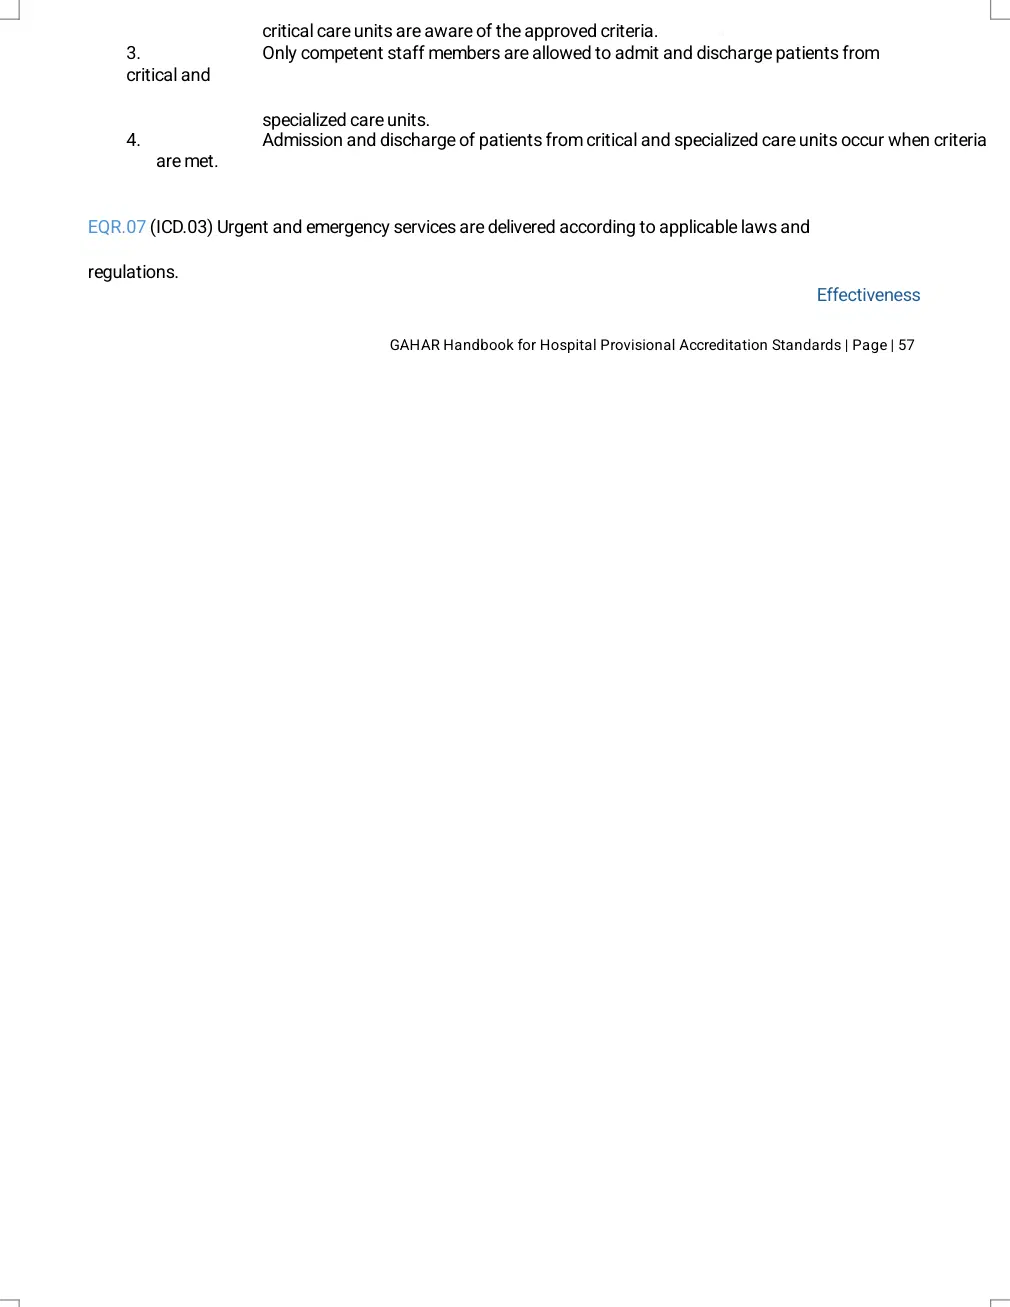 critical care units are aware of the approved criteria.
3. Only competent staff members are allowed to admit and discharge patients from
critical and
specialized care units.
4. Admission and discharge of patients from critical and specialized care units occur when criteria
are met.
EQR.07 (ICD.03) Urgent and emergency services are delivered according to applicable laws and
regulations.
Effectiveness
GAHAR Handbook for Hospital Provisional Accreditation Standards | Page | 57